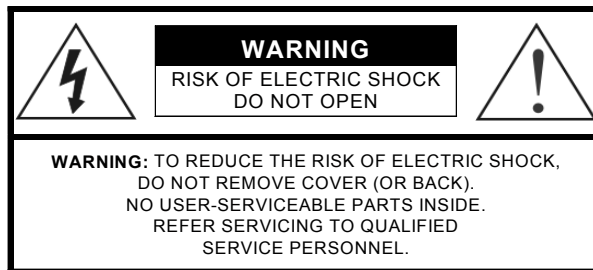 WARNING
RISK OF ELECTRIC SHOCK
DO NOT OPEN
WARNING: TO REDUCE THE RISK OF ELECTRIC SHOCK,
DO NOT REMOVE COVER (OR BACK).
NO USER-SERVICEABLE PARTS INSIDE.
REFER SERVICING TO QUALIFIED
SERVICE PERSONNEL.